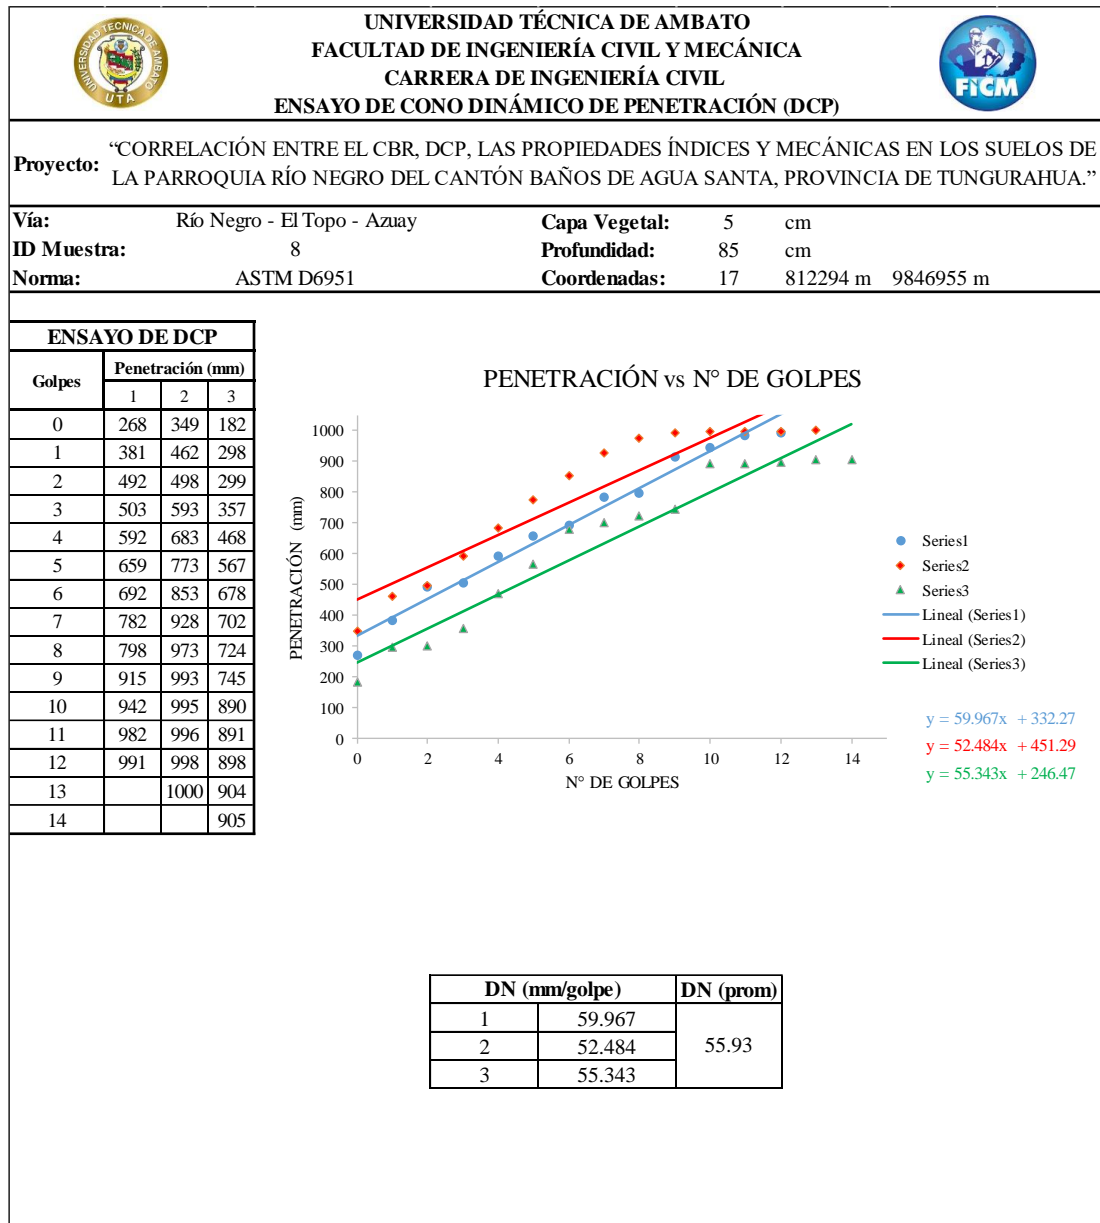 UNIVERSIDAD TÉCNICA DE AMBATO
FACULTAD DE INGENIERÍA CIVIL Y MECÁNICA
CARRERA DE INGENIERÍA CIVIL
ENSAYO DE CONO DINÁMICO DE PENETRACIÓN (DCP)
UNIVERSIDAD TECNICA DE AMBATO
UTA
FICM
Proyecto: “CORRELACIÓN ENTRE EL CBR, DCP, LAS PROPIEDADES ÍNDICES Y MECÁNICAS EN LOS SUELOS DE
LA PARROQUIA RÍO NEGRO DEL CANTÓN BAÑOS DE AGUA SANTA, PROVINCIA DE TUNGURAHUA.”
Vía: Río Negro - El Topo - Azuay Capa Vegetal: 5 cm
ID Muestra: 8 Profundidad: 85 cm
Norma: ASTM D6951 Coordenadas: 17 812294 m 9846955 m
ENSAYO DE DCP
Golpes Penetración (mm)
1 2 3
0 268 349 182
1 381 462 298
2 492 498 299
3 503 593 357
4 592 683 468
5 659 773 567
6 692 853 678
7 782 928 702
8 798 973 724
9 915 993 745
10 942 995 890
11 982 996 891
12 991 998 898
13 1000 904
14 905
PENETRACIÓN vs N° DE GOLPES
PENETRACIÓN (mm)
1000
900
800
700
600
500
400
300
200
100
0
0 2 4 6 8 10 12 14
N° DE GOLPES
Series1
Series2
Series3
Lineal (Series1)
Lineal (Series2)
Lineal (Series3)
y = 59.967x + 332.27
y = 52.484x + 451.29
y = 55.343x + 246.47
DN (mm/golpe) DN (prom)
1 59.967
2 52.484 55.93
3 55.343